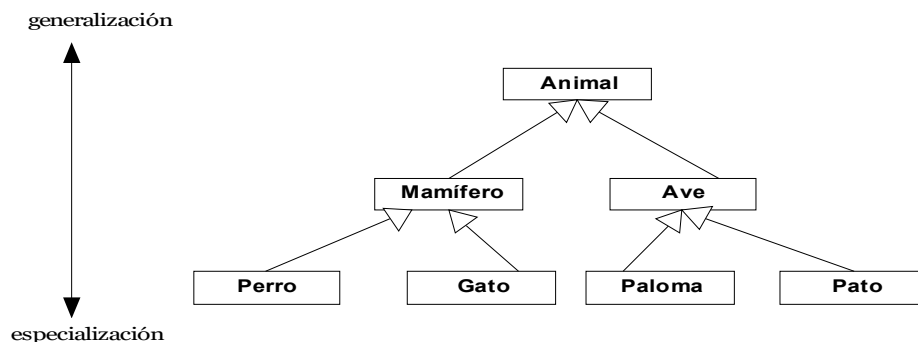 generalización
Animal
Mamífero Ave
Perro Gato Paloma Pato
especialización